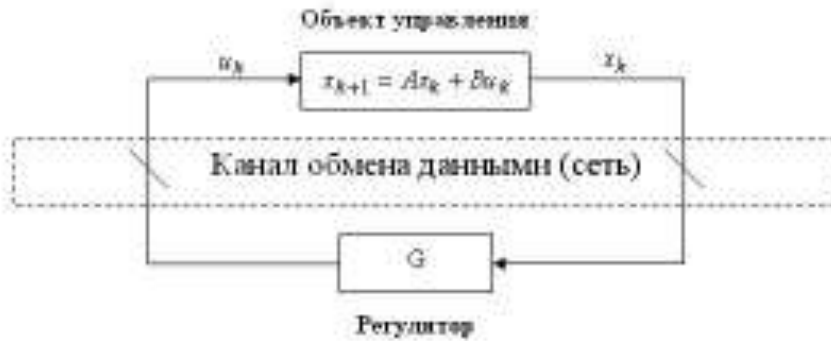 Объект управления
u_k
x_k
x_{k+1} = Ax_k + Bu_k
Канал обмена данными (сеть)
G
Регулятор